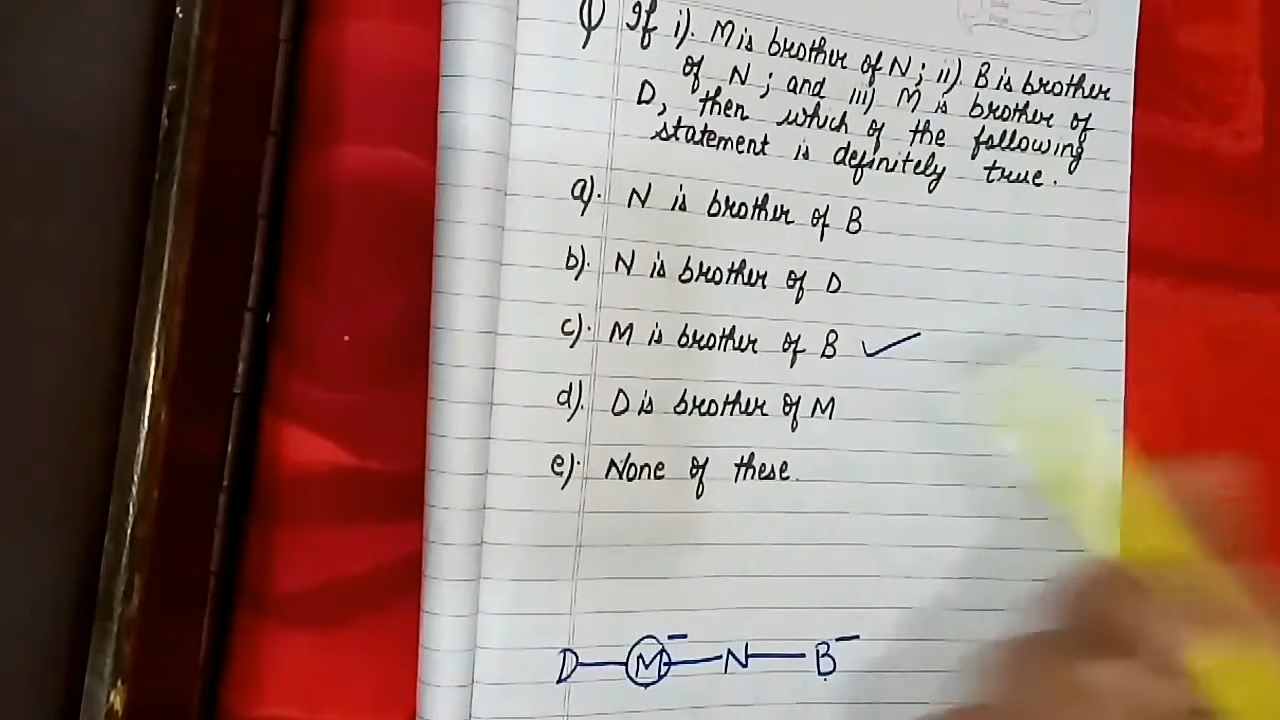 Q If i). M is brother of N ; ii). B is brother
of N ; and iii) M is brother of
D, then which of the following
statement is definitely true.
a). N is brother of B
b). N is brother of D
c). M is brother of B ✓
d). D is brother of M
e). None of these.
D—M⁻—N—B⁻